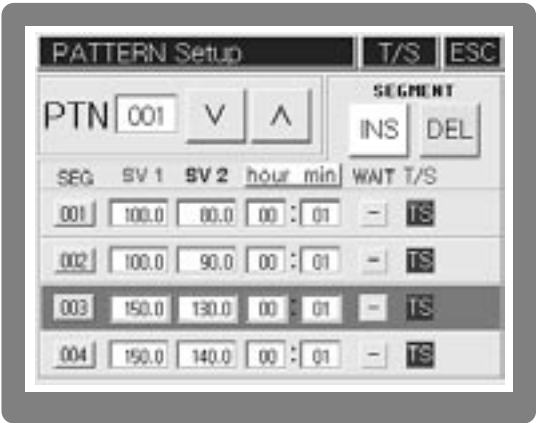 PATTERN Setup T/S ESC
SEGMENT
PTN 001 V Λ INS DEL
SEG SV 1 SV 2 hour min WAIT T/S
001 100.0 80.0 00 : 01 - TS
002 100.0 90.0 00 : 01 - TS
003 150.0 130.0 00 : 01 - TS
004 150.0 140.0 00 : 01 - TS